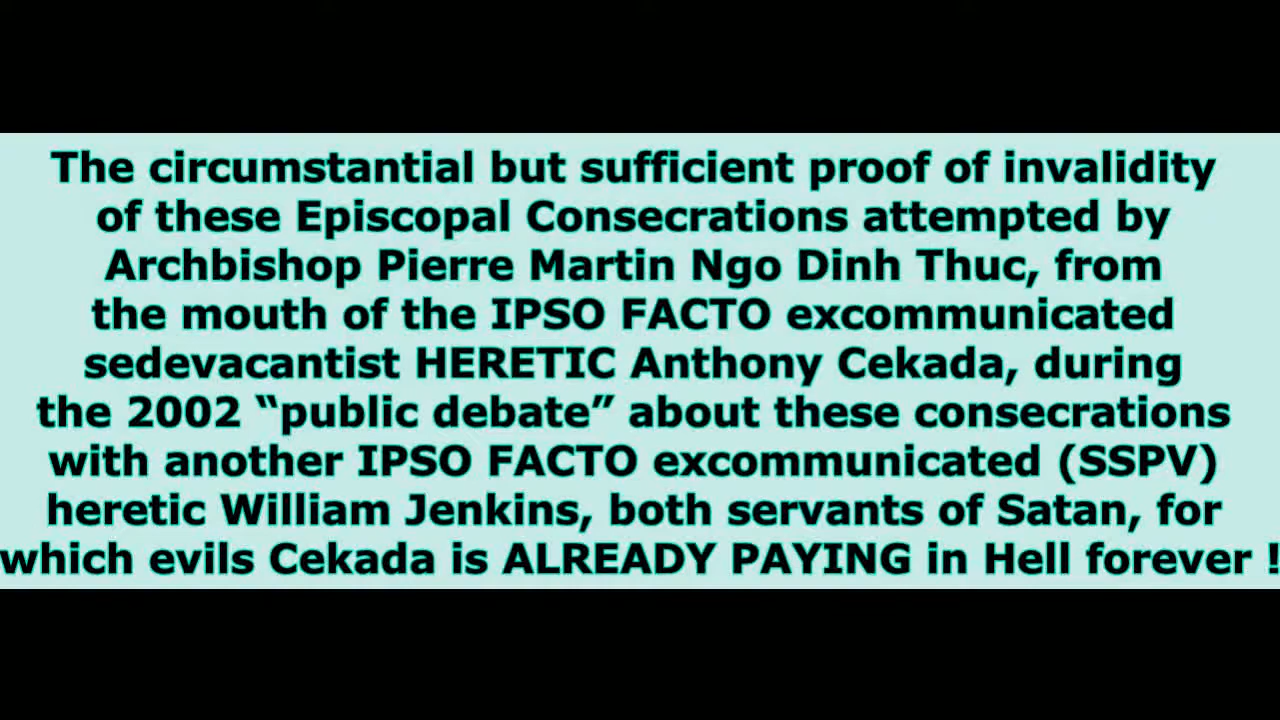 The circumstantial but sufficient proof of invalidity
of these Episcopal Consecrations attempted by
Archbishop Pierre Martin Ngo Dinh Thuc, from
the mouth of the IPSO FACTO excommunicated
sedevacantist HERETIC Anthony Cekada, during
the 2002 “public debate” about these consecrations
with another IPSO FACTO excommunicated (SSPV)
heretic William Jenkins, both servants of Satan, for
which evils Cekada is ALREADY PAYING in Hell forever !